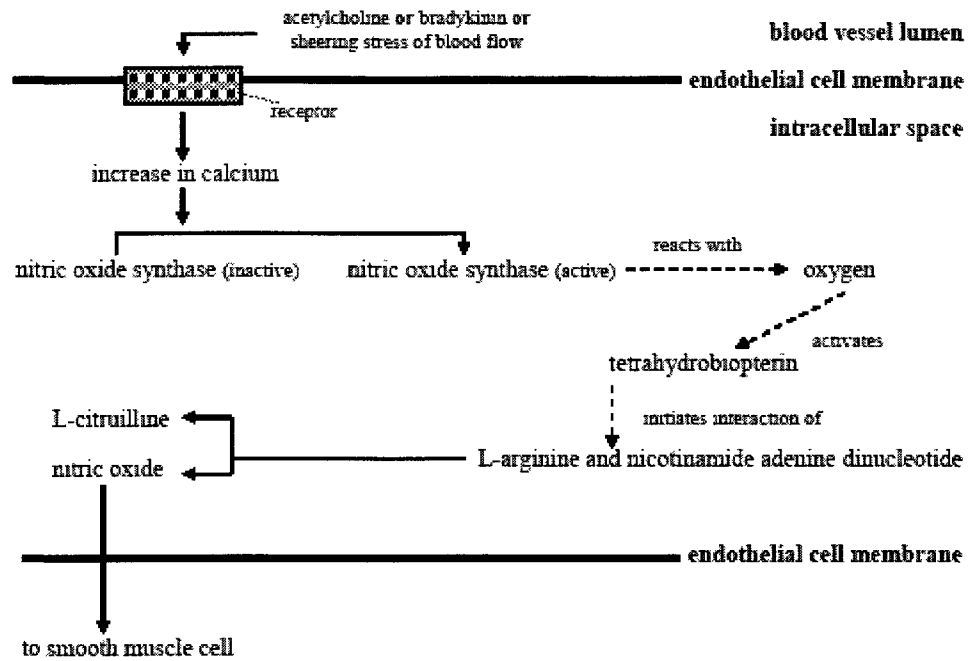 acetylcholine or bradykinin or
sheering stress of blood flow
blood vessel lumen
endothelial cell membrane
receptor
intracellular space
increase in calcium
nitric oxide synthase (inactive)
nitric oxide synthase (active)
reacts with
oxygen
activates
tetrahydrobiopterin
initiates interaction of
L-citruilline
nitric oxide
L-arginine and nicotinamide adenine dinucleotide
endothelial cell membrane
to smooth muscle cell